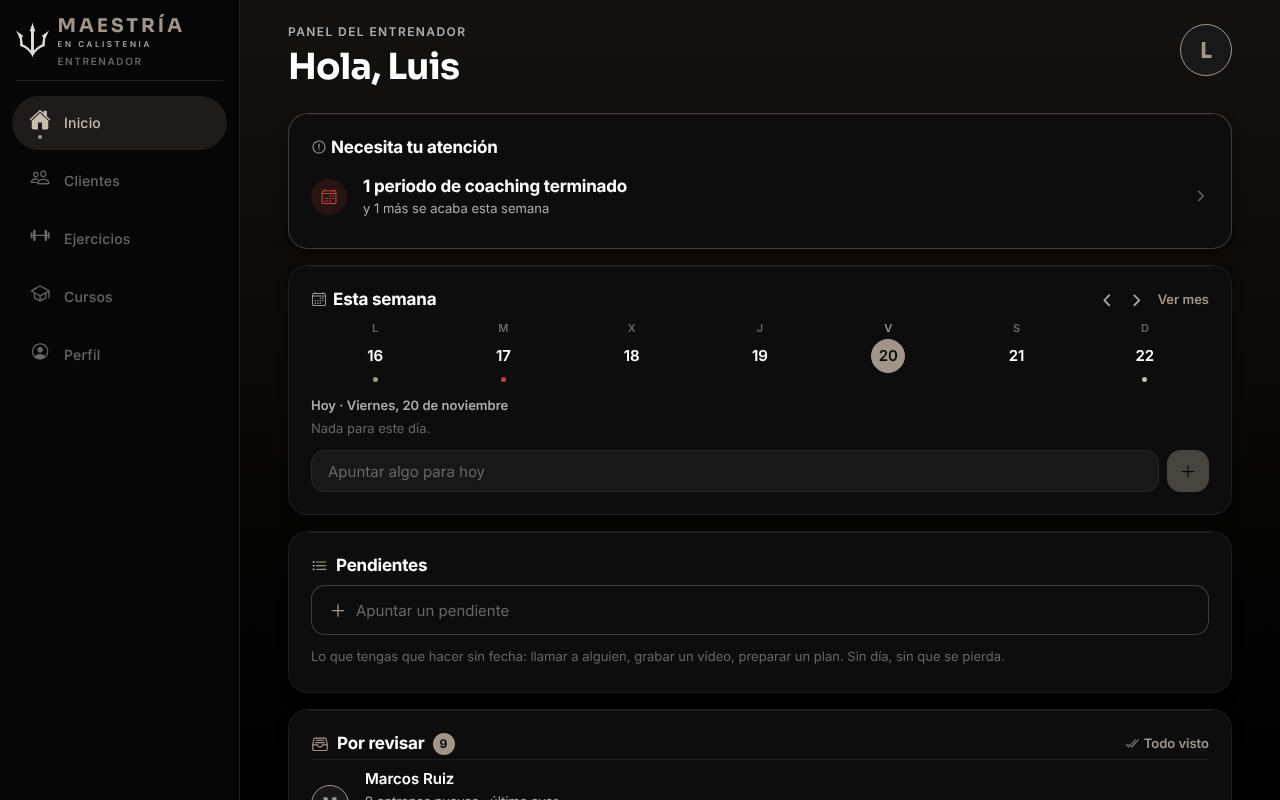 MAESTRÍA
EN CALISTENIA
ENTRENADOR
Inicio
Clientes
Ejercicios
Cursos
Perfil
PANEL DEL ENTRENADOR
Hola, Luis
L
Necesita tu atención
1 periodo de coaching terminado
y 1 más se acaba esta semana
Esta semana
Ver mes
L M X J V S D
16 17 18 19 20 21 22
Hoy · Viernes, 20 de noviembre
Nada para este día.
Apuntar algo para hoy
Pendientes
Apuntar un pendiente
Lo que tengas que hacer sin fecha: llamar a alguien, grabar un vídeo, preparar un plan. Sin día, sin que se pierda.
Por revisar 9
Todo visto
Marcos Ruiz